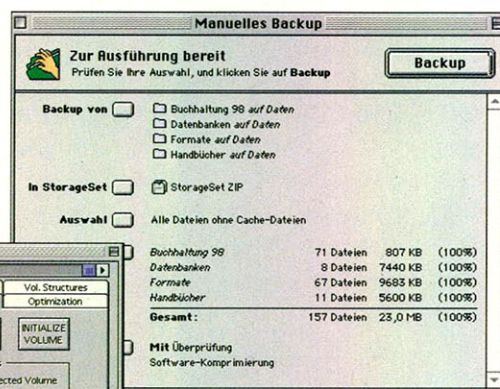 Manuelles Backup
Zur Ausführung bereit
Prüfen Sie Ihre Auswahl, und klicken Sie auf Backup
Backup
Backup von
Buchhaltung 98 auf Daten
Datenbanken auf Daten
Formate auf Daten
Handbücher auf Daten
In StorageSet
StorageSet ZIP
Auswahl
Alle Dateien ohne Cache-Dateien
Buchhaltung 98 71 Dateien 807 KB (100%)
Datenbanken 8 Dateien 7440 KB (100%)
Formate 67 Dateien 9683 KB (100%)
Handbücher 11 Dateien 5600 KB (100%)
Gesamt: 157 Dateien 23,0 MB (100%)
Mit Überprüfung
Software-Komprimierung
Vol. Structures
Optimization
INITIALIZE
VOLUME
ected Volume